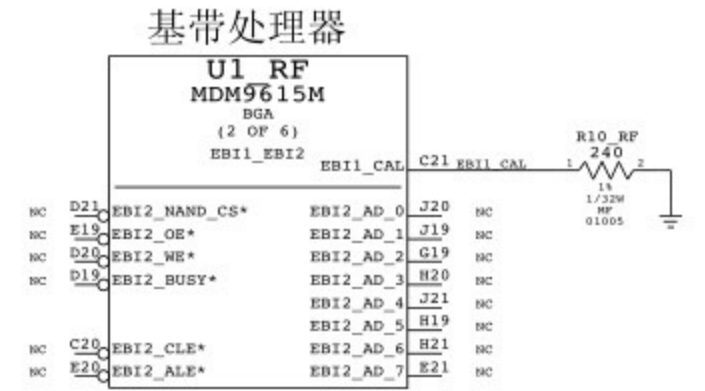 基带处理器
U1_RF
MDM9615M
BGA
(2 OF 6)
EBI1_EBI2
EBI1_CAL C21 EBI1_CAL 1 2
R10_RF
240
1%
1/32W
MF
01005
NC D21 EBI2_NAND_CS* EBI2_AD_0 J20 NC
NC E19 EBI2_OE* EBI2_AD_1 J19 NC
NC D20 EBI2_WE* EBI2_AD_2 G19 NC
NC D19 EBI2_BUSY* EBI2_AD_3 H20 NC
EBI2_AD_4 J21 NC
EBI2_AD_5 H19 NC
NC C20 EBI2_CLE* EBI2_AD_6 H21 NC
NC E20 EBI2_ALE* EBI2_AD_7 E21 NC